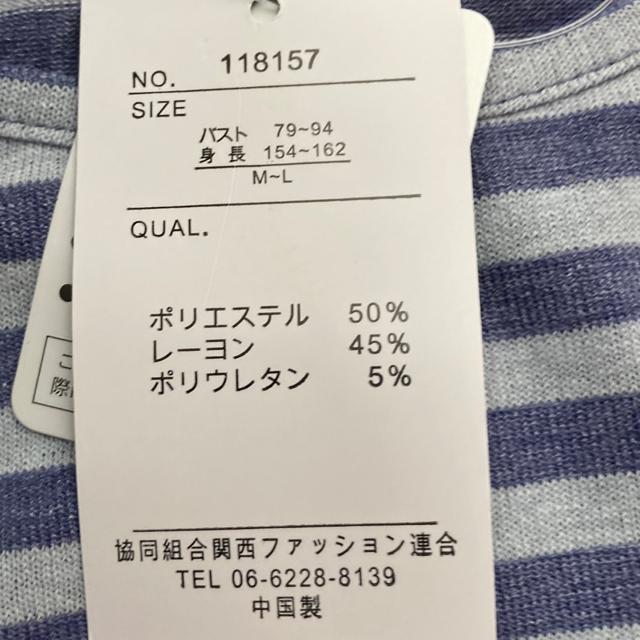 NO. 118157
SIZE
バスト 79~94
身長 154~162
M~L
QUAL.
ポリエステル 50%
レーヨン 45%
ポリウレタン 5%
協同組合関西ファッション連合
TEL 06-6228-8139
中国製
こ
際